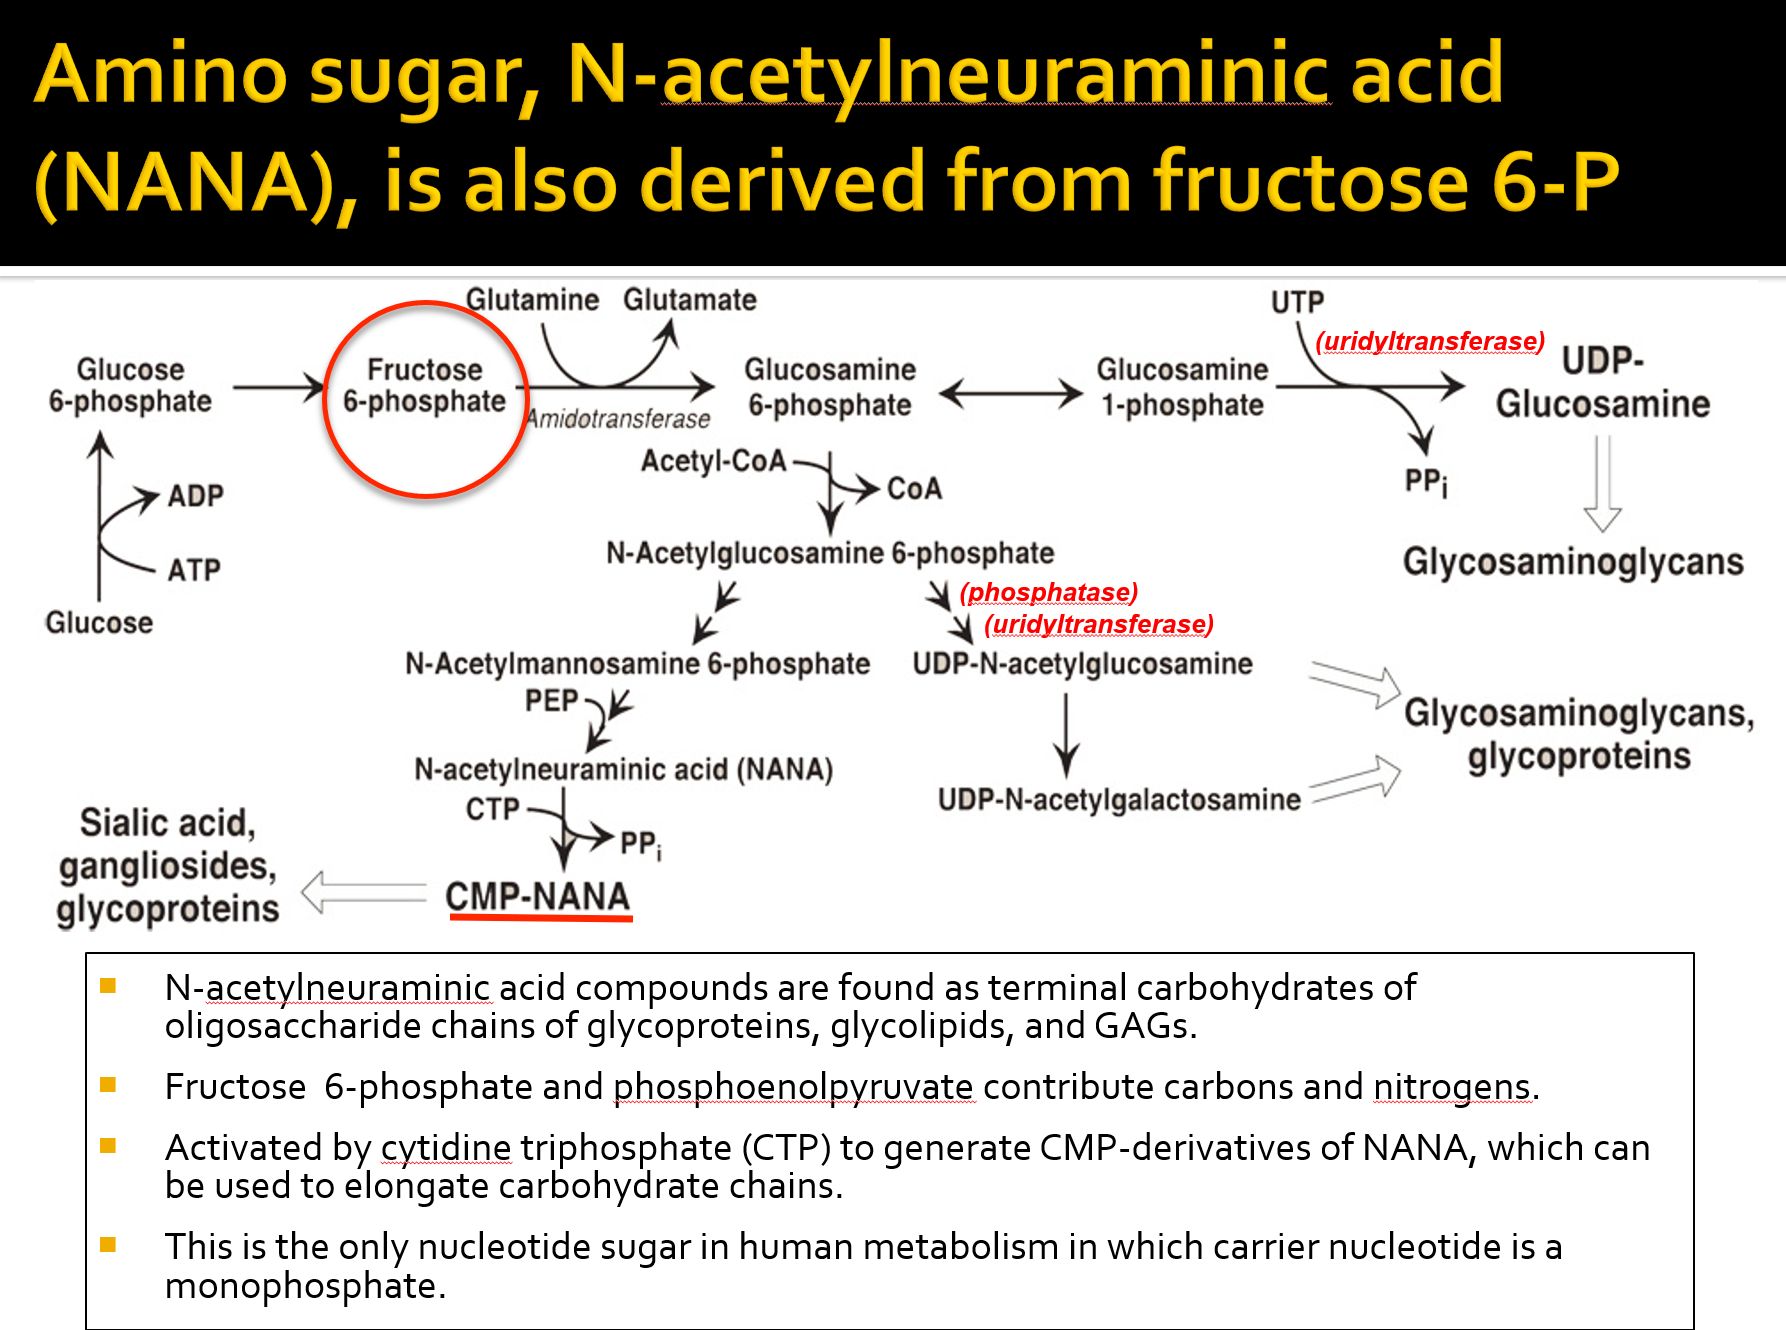 Amino sugar, N-acetylneuraminic acid
(NANA), is also derived from fructose 6-P
Glutamine Glutamate
UTP
(uridyltransferase)
Glucose
6-phosphate
Fructose
6-phosphate
Amidotransferase
Glucosamine
6-phosphate
Glucosamine
1-phosphate
UDP-
Glucosamine
Acetyl-CoA
CoA
PPi
ADP
ATP
Glucose
N-Acetylglucosamine 6-phosphate
Glycosaminoglycans
(phosphatase)
(uridyltransferase)
N-Acetylmannosamine 6-phosphate
UDP-N-acetylglucosamine
PEP
Glycosaminoglycans,
glycoproteins
N-acetylneuraminic acid (NANA)
UDP-N-acetylgalactosamine
CTP
PPi
Sialic acid,
gangliosides,
glycoproteins
CMP-NANA
N-acetylneuraminic acid compounds are found as terminal carbohydrates of
oligosaccharide chains of glycoproteins, glycolipids, and GAGs.
Fructose  6-phosphate and phosphoenolpyruvate contribute carbons and nitrogens.
Activated by cytidine triphosphate (CTP) to generate CMP-derivatives of NANA, which can
be used to elongate carbohydrate chains.
This is the only nucleotide sugar in human metabolism in which carrier nucleotide is a
monophosphate.